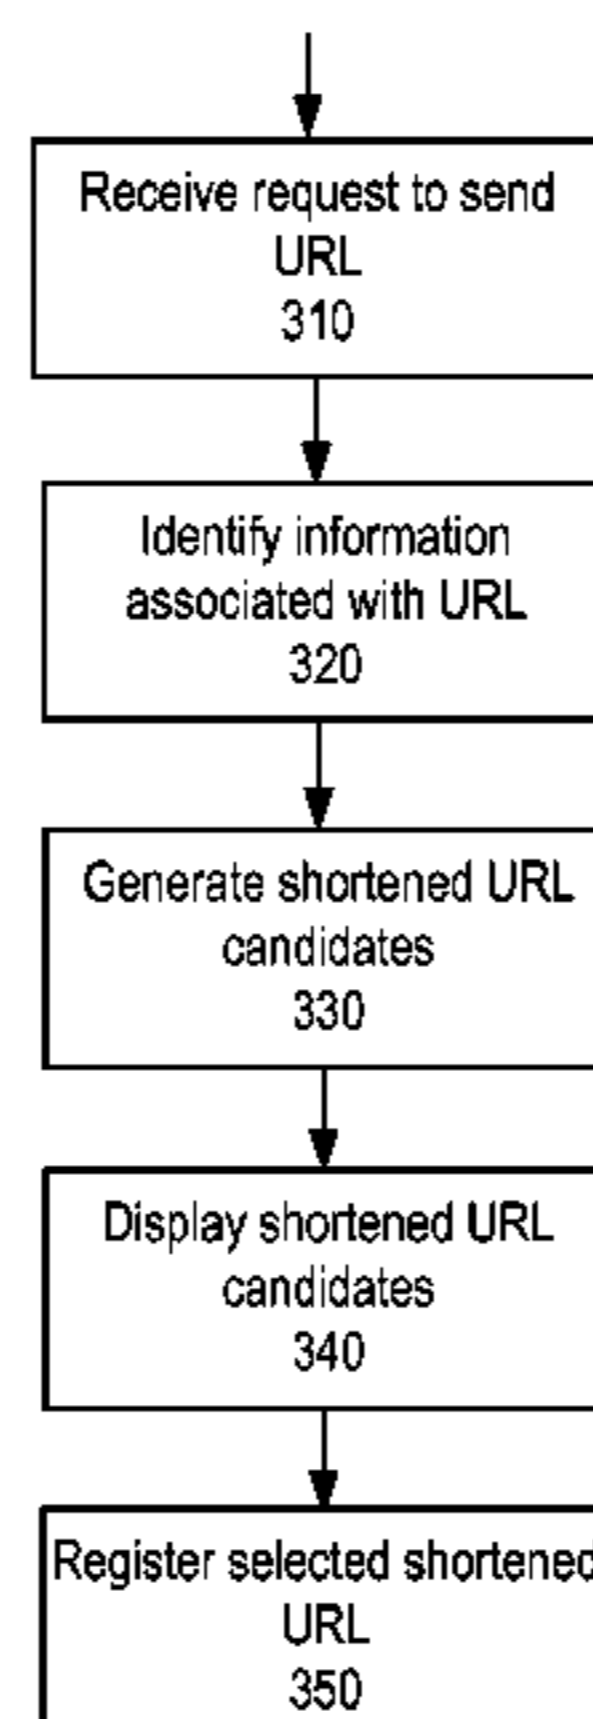 Receive request to send
URL
310
Identify information
associated with URL
320
Generate shortened URL
candidates
330
Display shortened URL
candidates
340
Register selected shortened
URL
350